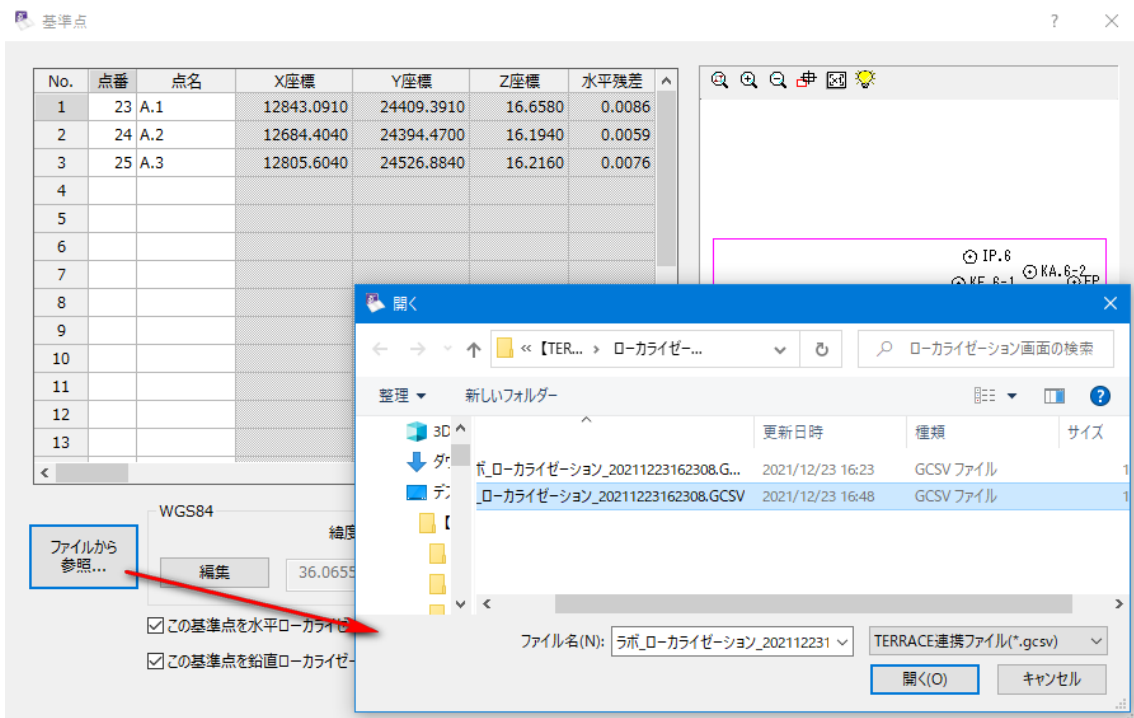 基準点
No. 点番 点名 X座標 Y座標 Z座標 水平残差
1 23 A.1 12843.0910 24409.3910 16.6580 0.0086
2 24 A.2 12684.4040 24394.4700 16.1940 0.0059
3 25 A.3 12805.6040 24526.8840 16.2160 0.0076
4
5
6
7
8
9
10
11
12
13
IP.6
KA.6-2
KE.6-1
EP
開く
« 【TER... › ローカライゼー...
ローカライゼーション画面の検索
整理
新しいフォルダー
3D
更新日時 種類 サイズ
ボ_ローカライゼーション_20211223162308.G... 2021/12/23 16:23 GCSV ファイル 1
_ローカライゼーション_20211223162308.GCSV 2021/12/23 16:48 GCSV ファイル 1
ファイル名(N): ラボ_ローカライゼーション_202112231
TERRACE連携ファイル(*.gcsv)
開く(O) キャンセル
ファイルから
参照...
WGS84
緯度
編集
36.0655
この基準点を水平ローカライゼ
この基準点を鉛直ローカライゼー